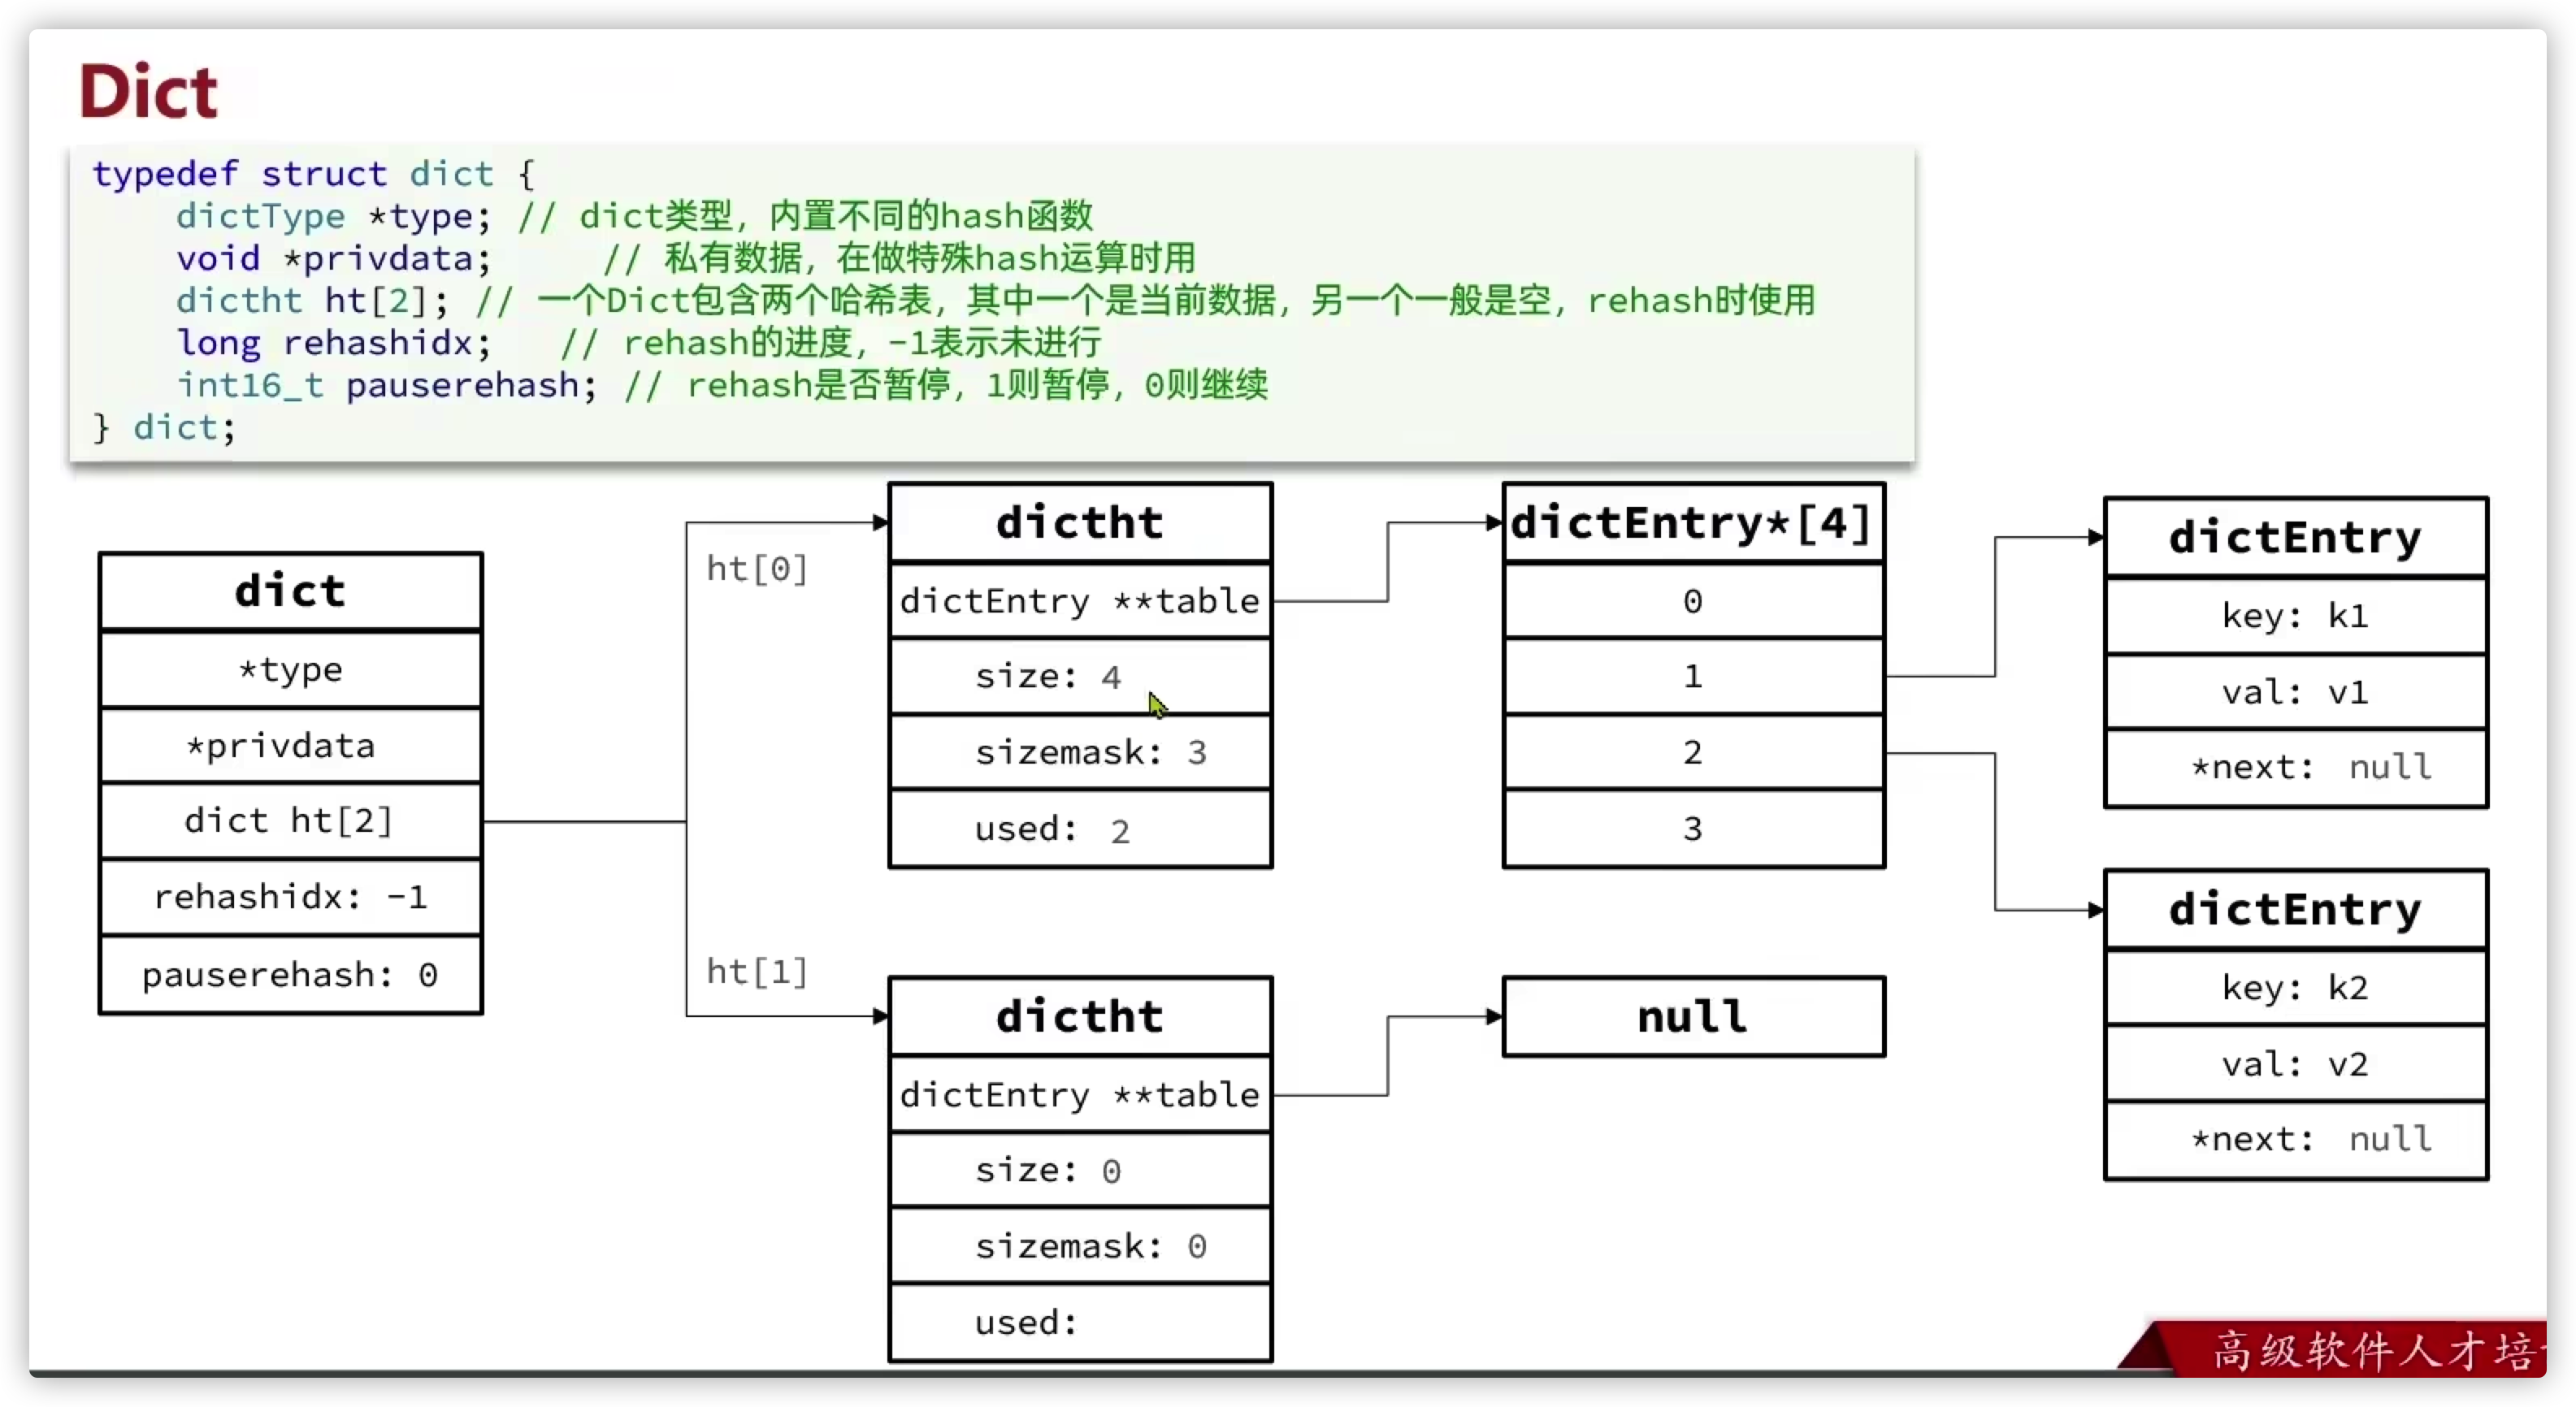 Dict
typedef struct dict {
dictType *type; // dict类型，内置不同的hash函数
void *privdata; // 私有数据，在做特殊hash运算时用
dictht ht[2]; // 一个Dict包含两个哈希表，其中一个是当前数据，另一个一般是空，rehash时使用
long rehashidx; // rehash的进度，-1表示未进行
int16_t pauserehash; // rehash是否暂停，1则暂停，0则继续
} dict;
dict
*type
*privdata
dict ht[2]
rehashidx: -1
pauserehash: 0
ht[0]
dictht
dictEntry **table
size: 4
sizemask: 3
used: 2
dictEntry*[4]
0
1
2
3
dictEntry
key: k1
val: v1
*next: null
dictEntry
key: k2
val: v2
*next: null
ht[1]
dictht
dictEntry **table
size: 0
sizemask: 0
used:
null
高级软件人才培